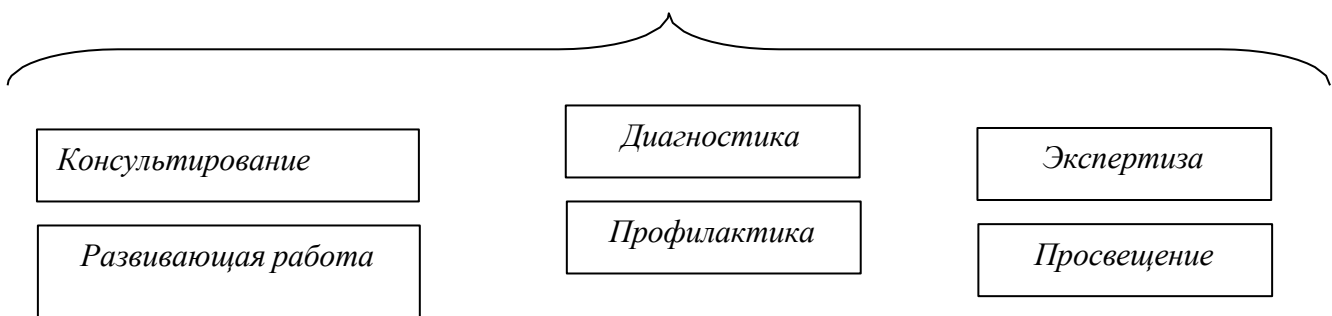 Консультирование
Диагностика
Экспертиза
Развивающая работа
Профилактика
Просвещение